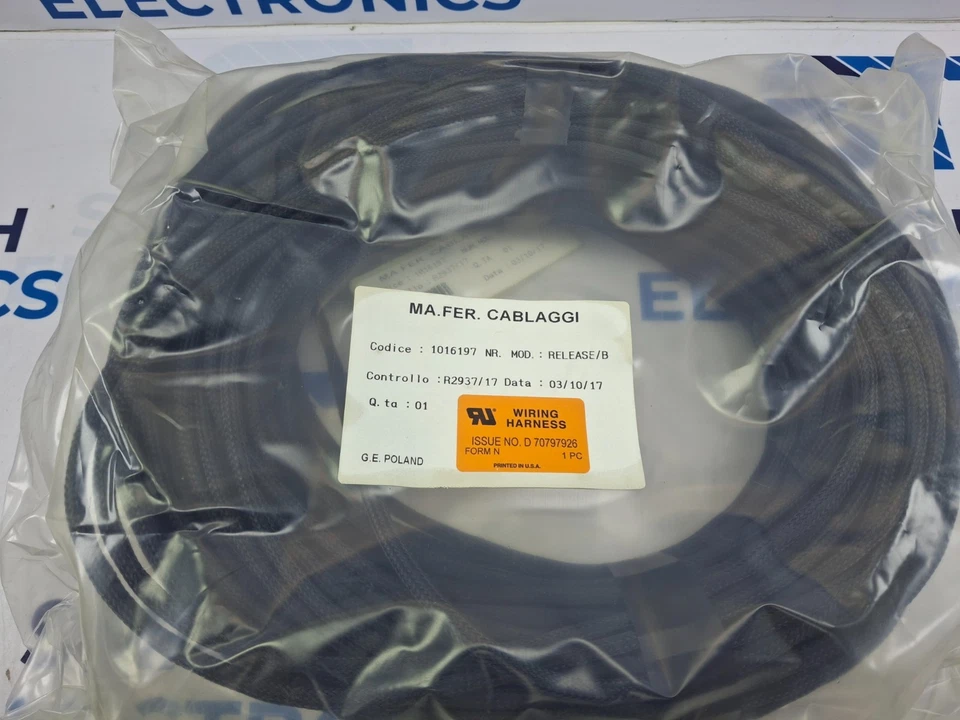 ELECTRONICS
MA.FER. CABLAGGI
Codice : 1016197 NR. MOD.: RELEASE/B
Controllo :R2937/17 Data : 03/10/17
Q.ta :01
RU WIRING
HARNESS
ISSUE NO. D 70797926
FORM N 1 PC
PRINTED IN U.S.A.
G.E. POLAND